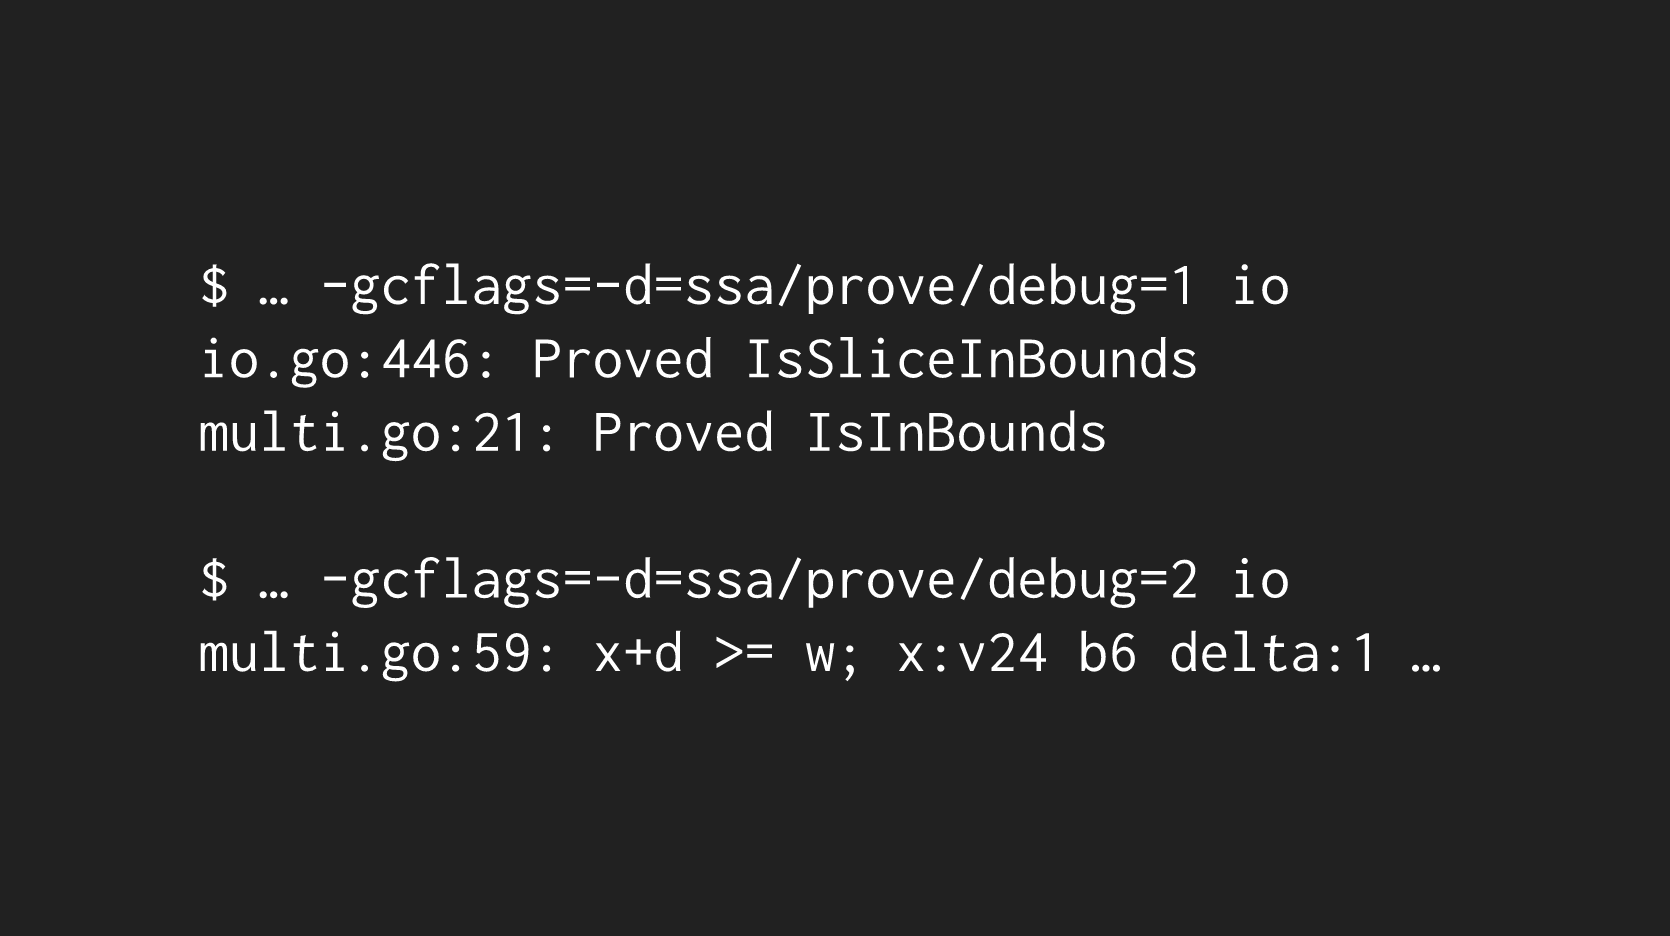 $ … -gcflags=-d=ssa/prove/debug=1 io
io.go:446: Proved IsSliceInBounds
multi.go:21: Proved IsInBounds
$ … -gcflags=-d=ssa/prove/debug=2 io
multi.go:59: x+d >= w; x:v24 b6 delta:1 …